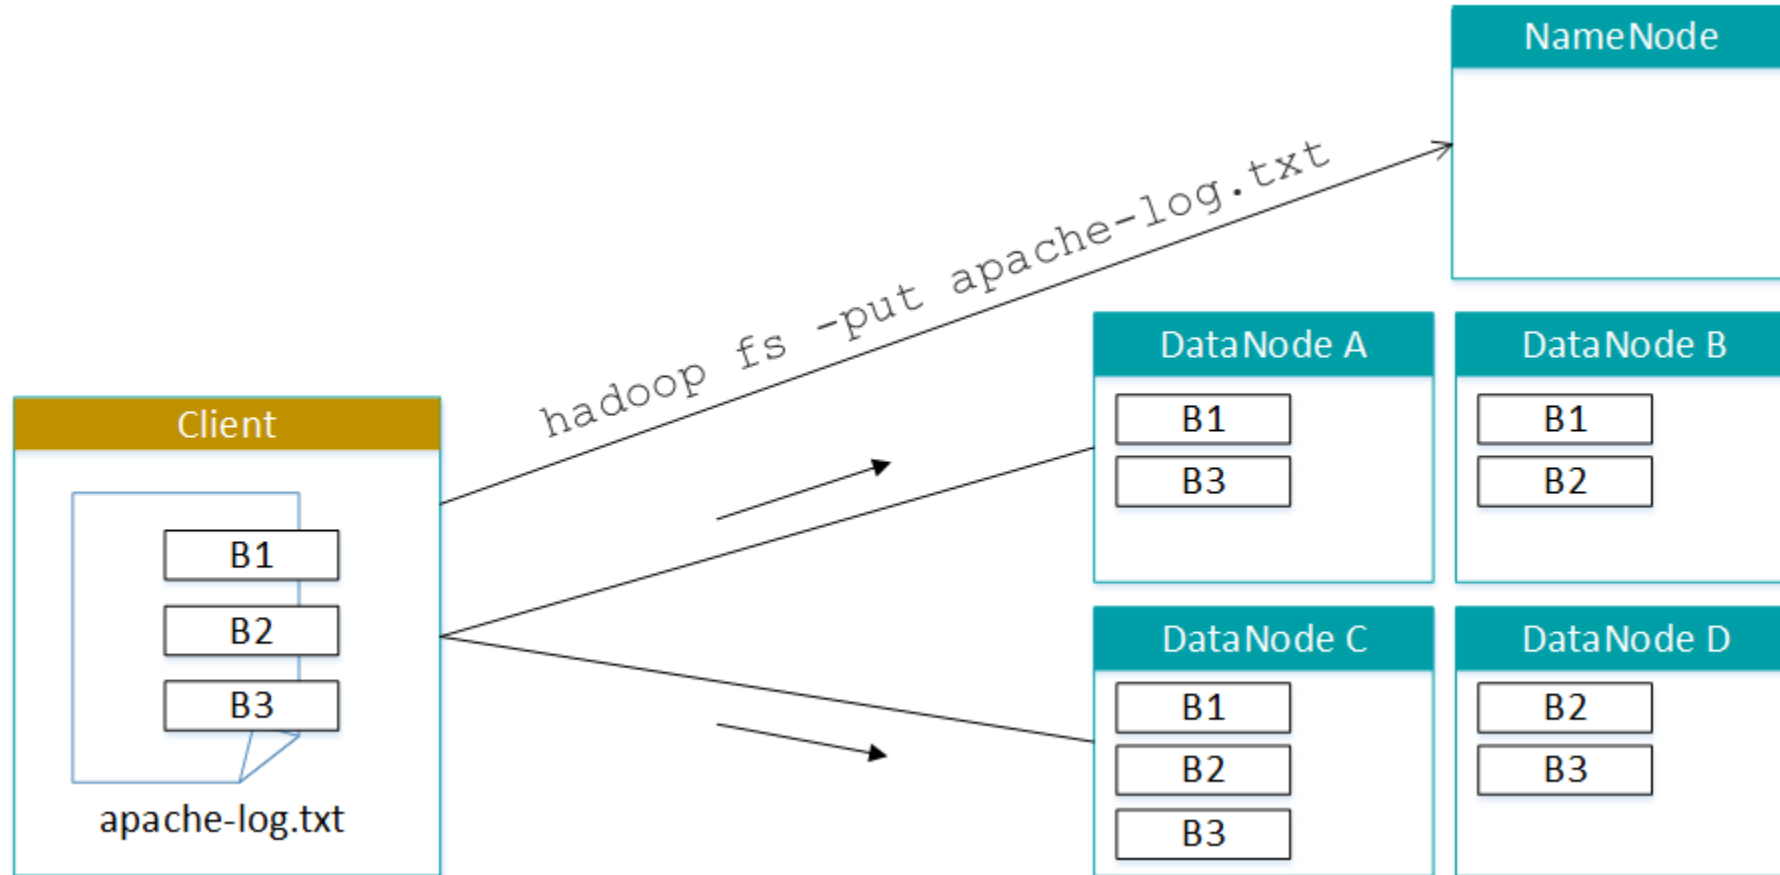 NameNode
hadoop fs -put apache-log.txt
Client
B1
B2
B3
apache-log.txt
DataNode A
B1
B3
DataNode B
B1
B2
DataNode C
B1
B2
B3
DataNode D
B2
B3